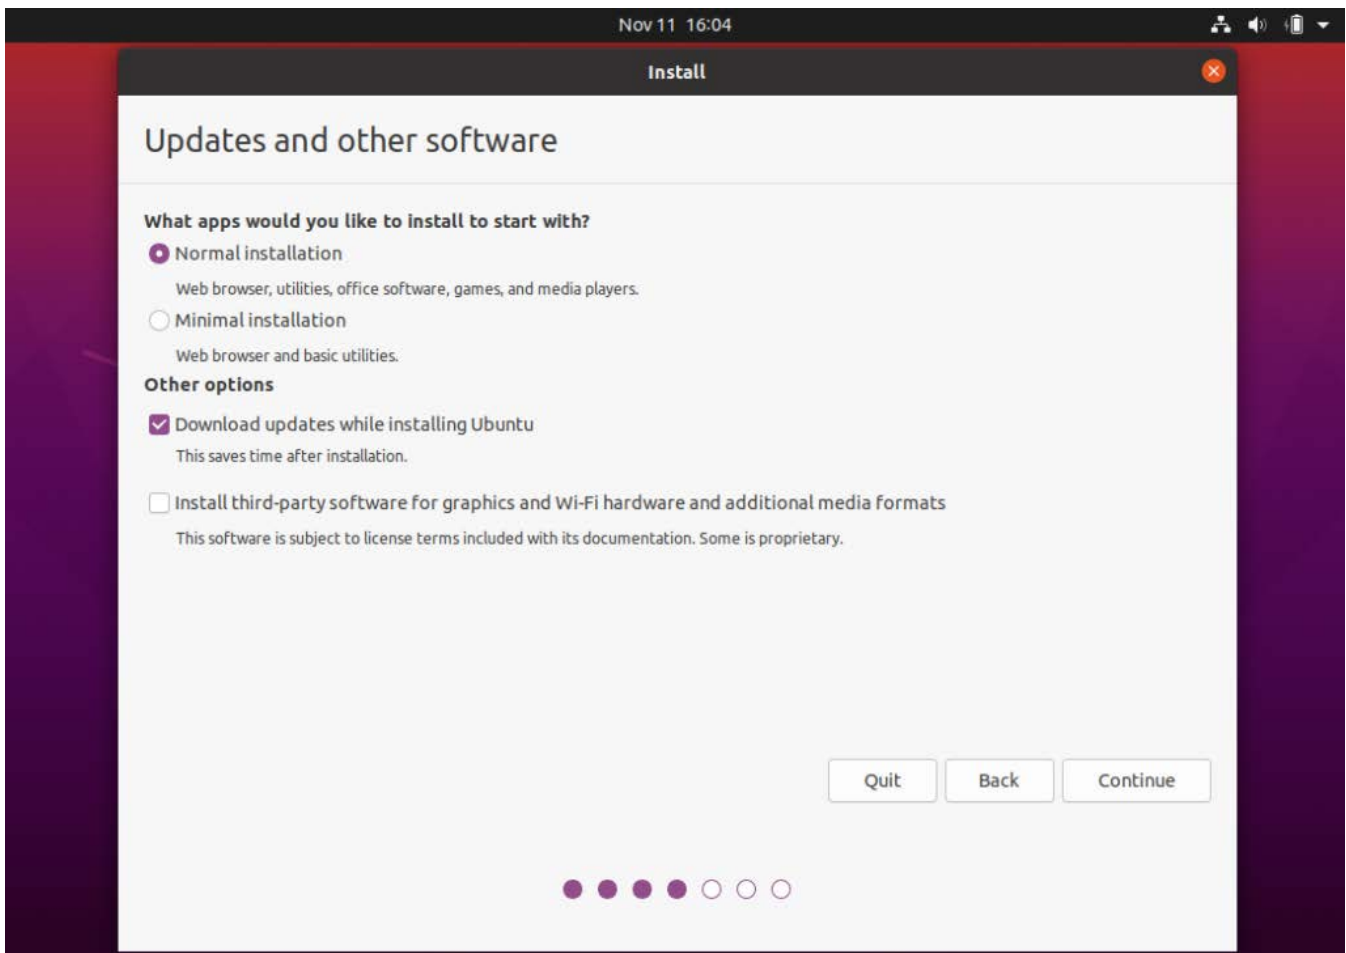 Nov 11 16:04
Install
Updates and other software
What apps would you like to install to start with?
Normal installation
Web browser, utilities, office software, games, and media players.
Minimal installation
Web browser and basic utilities.
Other options
Download updates while installing Ubuntu
This saves time after installation.
Install third-party software for graphics and Wi-Fi hardware and additional media formats
This software is subject to license terms included with its documentation. Some is proprietary.
Quit Back Continue